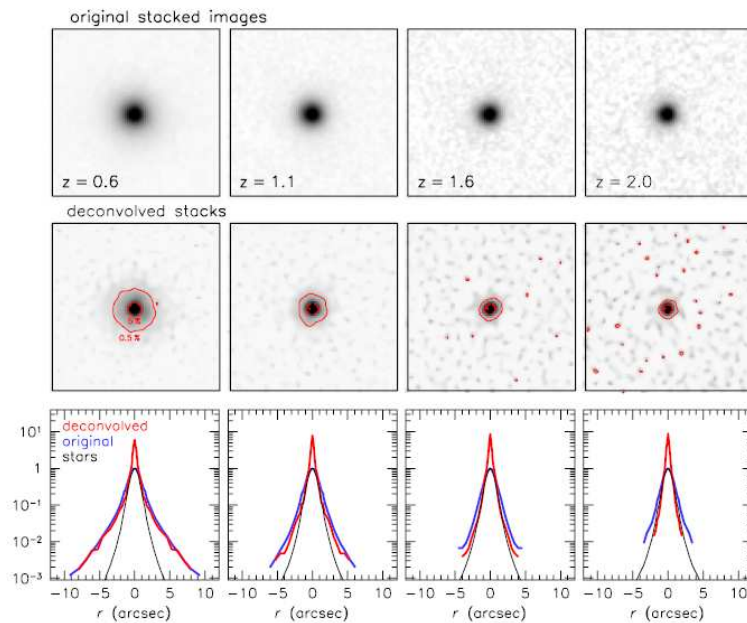 original stacked images
z = 0.6
z = 1.1
z = 1.6
z = 2.0
deconvolved stacks
5%
0.5%
deconvolved
original
stars
10¹
1
10⁻¹
10⁻²
10⁻³
−10 −5 0 5 10
−10 −5 0 5 10
−10 −5 0 5 10
−10 −5 0 5 10
r (arcsec)
r (arcsec)
r (arcsec)
r (arcsec)